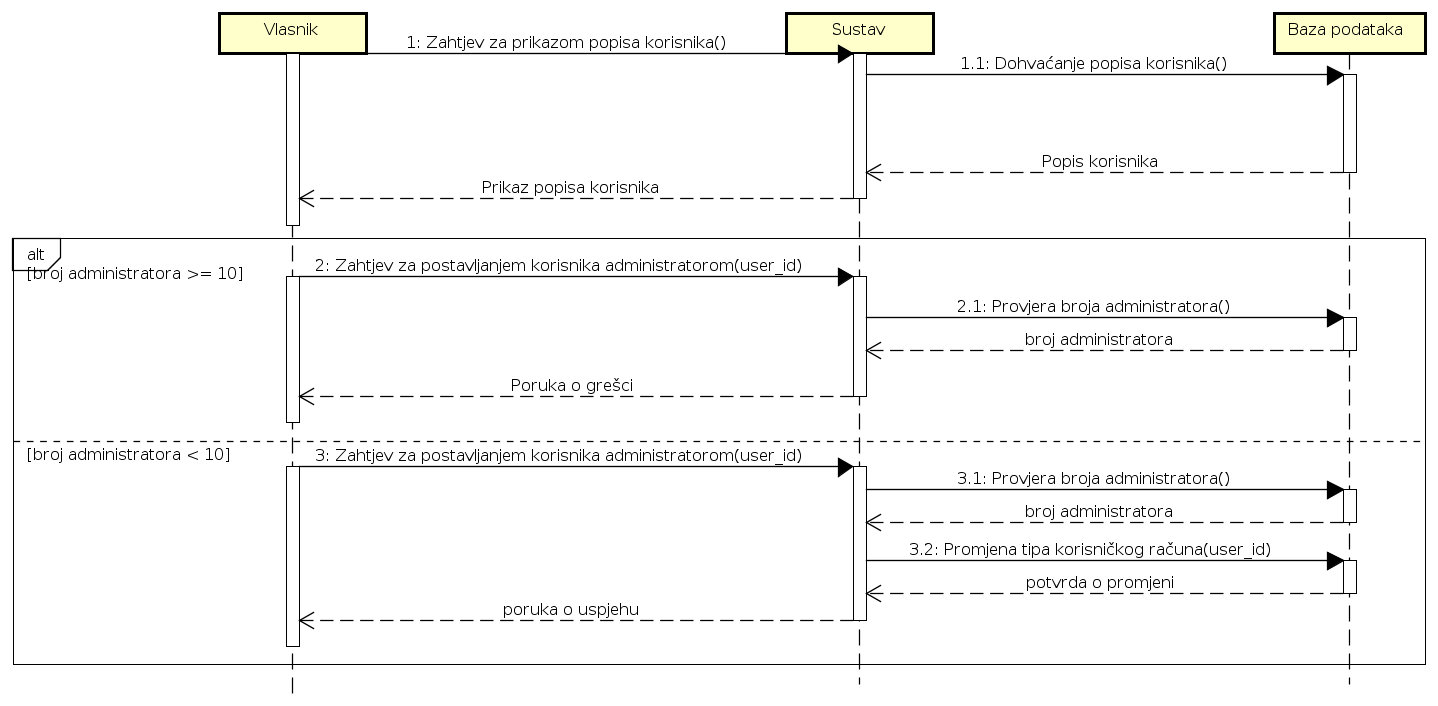 Vlasnik
Sustav
Baza podataka
1: Zahtjev za prikazom popisa korisnika()
1.1: Dohvaćanje popisa korisnika()
Popis korisnika
Prikaz popisa korisnika
alt
[broj administratora >= 10]
2: Zahtjev za postavljanjem korisnika administratorom(user_id)
2.1: Provjera broja administratora()
broj administratora
Poruka o grešci
[broj administratora < 10]
3: Zahtjev za postavljanjem korisnika administratorom(user_id)
3.1: Provjera broja administratora()
broj administratora
3.2: Promjena tipa korisničkog računa(user_id)
potvrda o promjeni
poruka o uspjehu